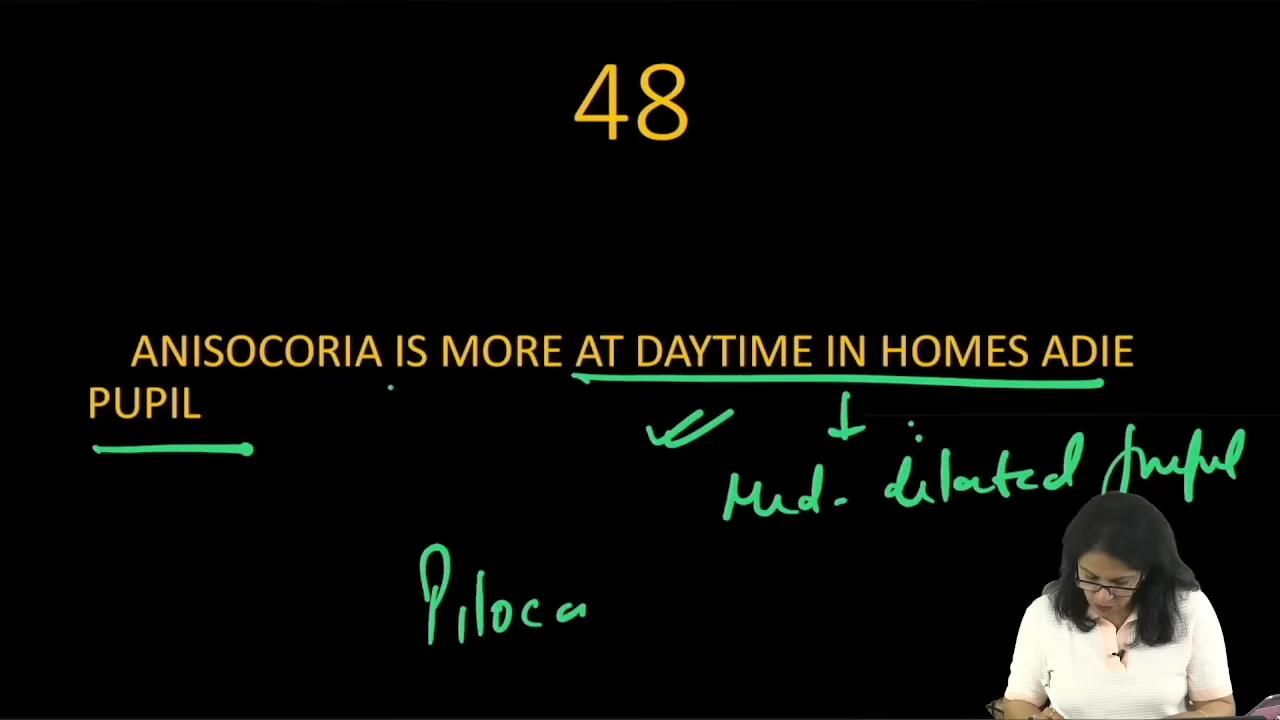 48
ANISOCORIA IS MORE AT DAYTIME IN HOMES ADIE
PUPIL
Mid. dilated pupil
Piloca